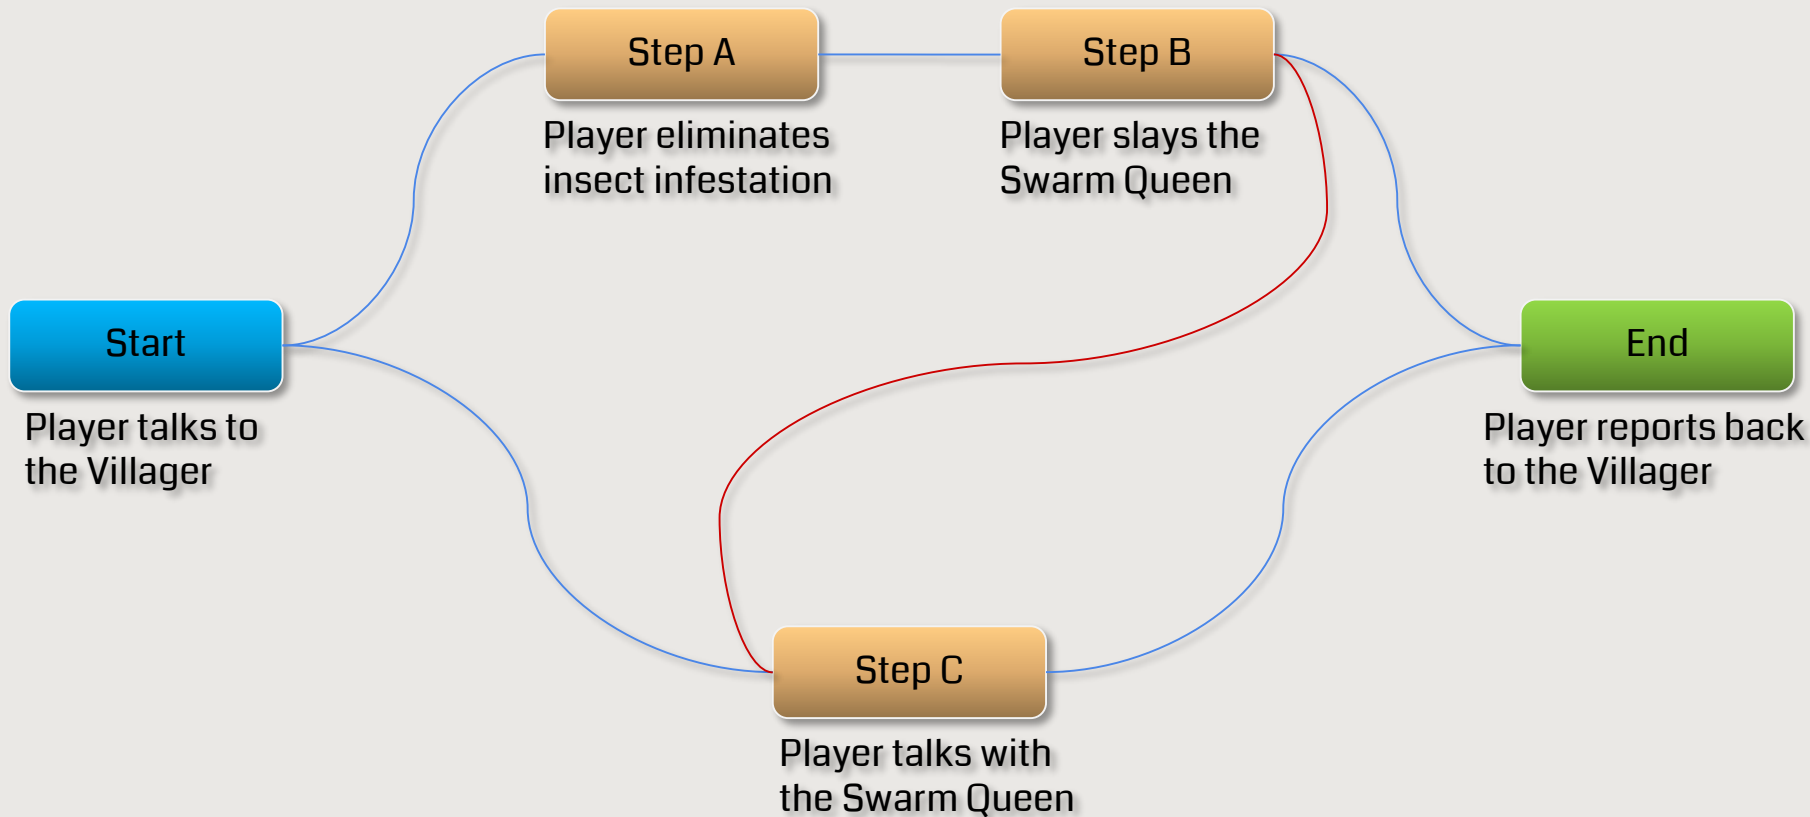 Step A
Player eliminates
insect infestation
Step B
Player slays the
Swarm Queen
Start
Player talks to
the Villager
End
Player reports back
to the Villager
Step C
Player talks with
the Swarm Queen